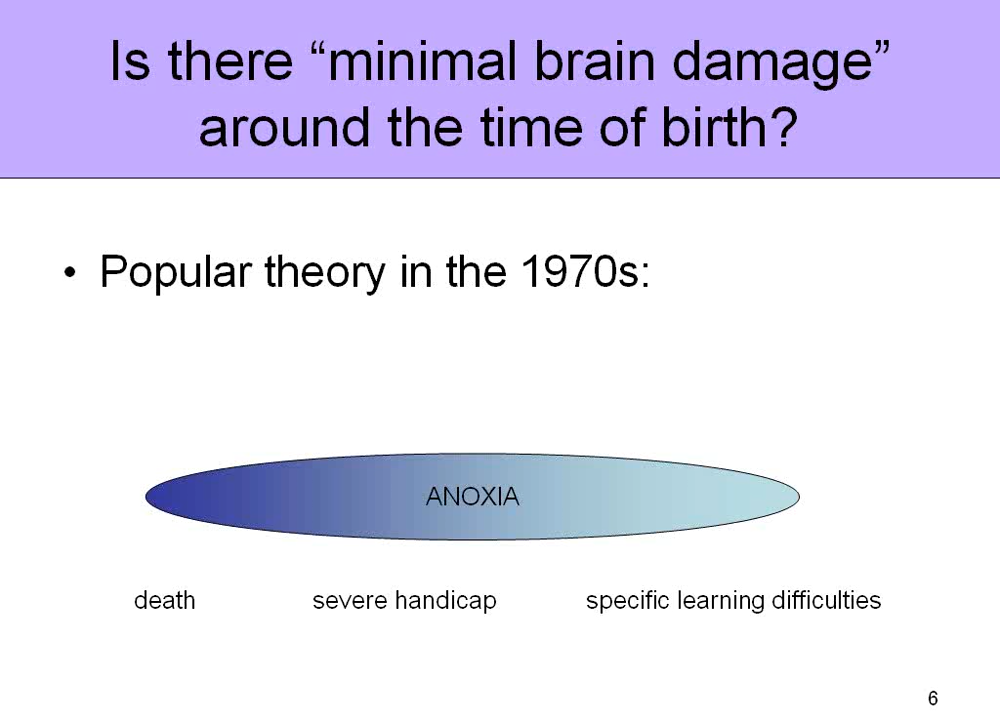 Is there “minimal brain damage”
around the time of birth?
• Popular theory in the 1970s:
ANOXIA
death severe handicap specific learning difficulties
6